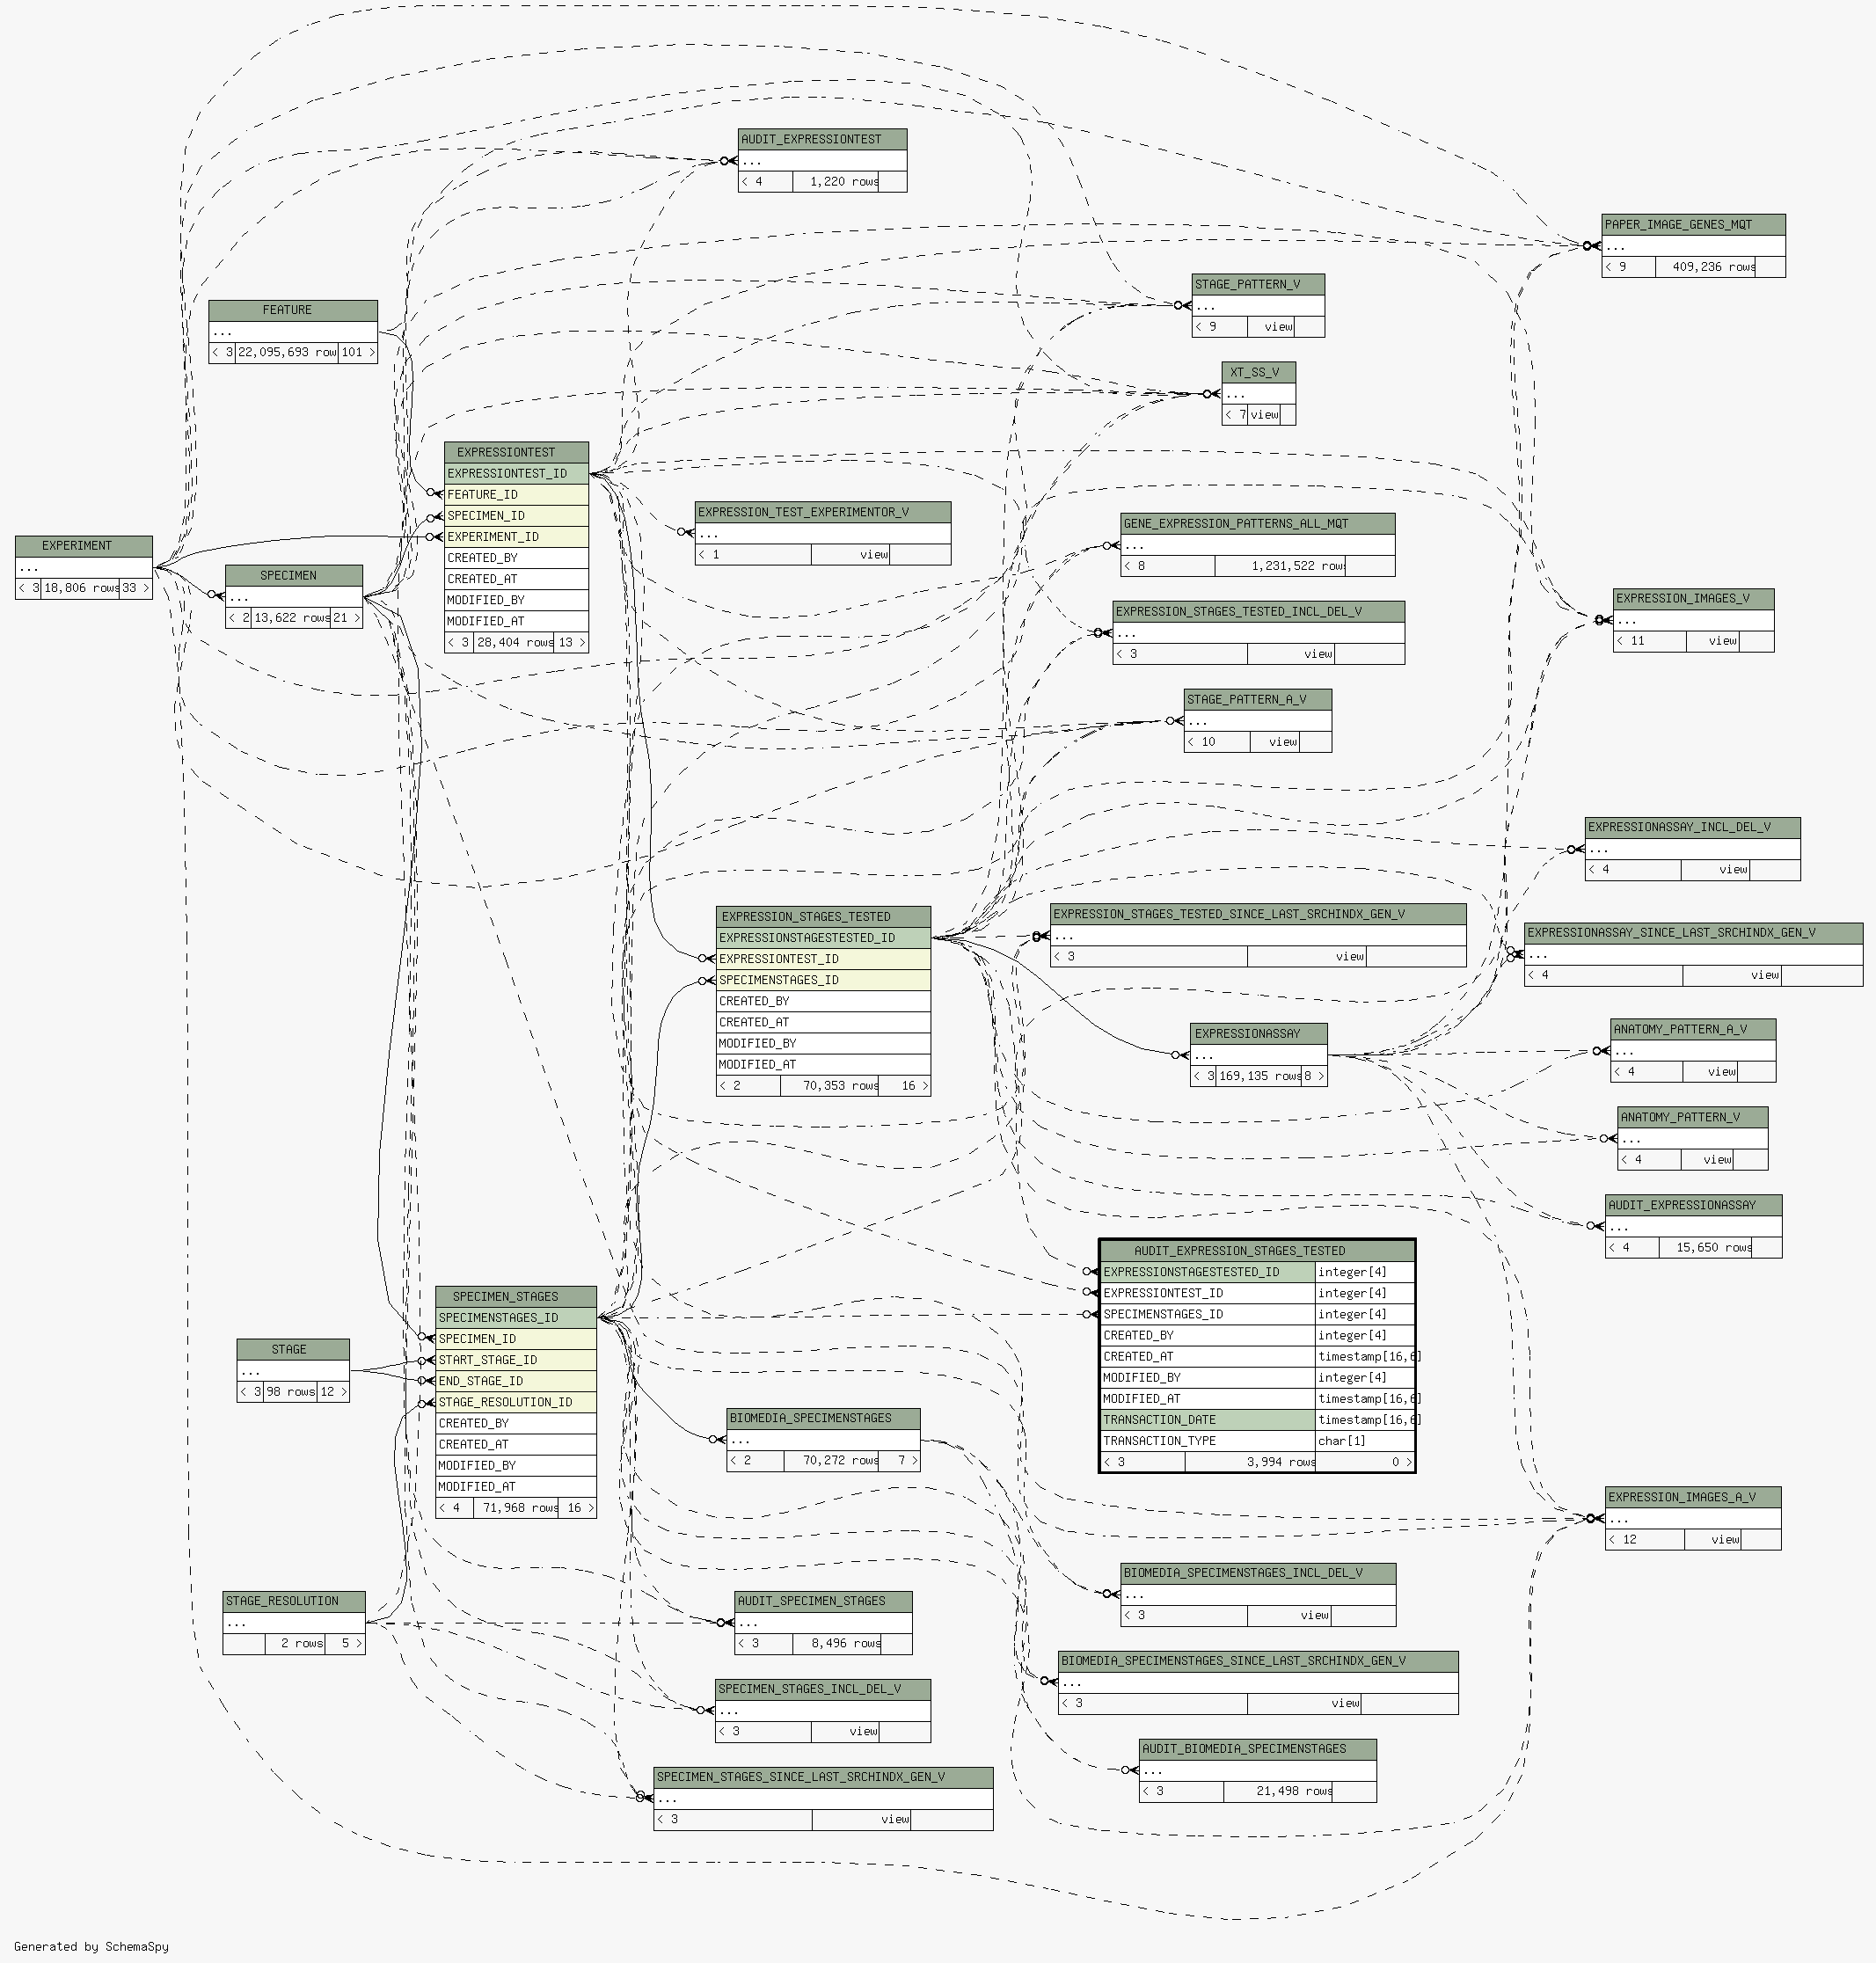 AUDIT_EXPRESSIONTEST
...
< 4 1,220 rows
PAPER_IMAGE_GENES_MQT
...
< 9 409,236 rows
STAGE_PATTERN_V
...
< 9 view
FEATURE
...
< 3 22,095,693 row 101 >
XT_SS_V
...
< 7 view
EXPRESSIONTEST
EXPRESSIONTEST_ID
FEATURE_ID
SPECIMEN_ID
EXPERIMENT_ID
CREATED_BY
CREATED_AT
MODIFIED_BY
MODIFIED_AT
< 3 28,404 rows 13 >
EXPRESSION_TEST_EXPERIMENTOR_V
...
< 1 view
GENE_EXPRESSION_PATTERNS_ALL_MQT
...
< 8 1,231,522 rows
EXPERIMENT
...
< 3 18,806 rows 33 >
SPECIMEN
...
< 2 13,622 rows 21 >
EXPRESSION_IMAGES_V
...
< 11 view
EXPRESSION_STAGES_TESTED_INCL_DEL_V
...
< 3 view
STAGE_PATTERN_A_V
...
< 10 view
EXPRESSIONASSAY_INCL_DEL_V
...
< 4 view
EXPRESSION_STAGES_TESTED
EXPRESSIONSTAGESTESTED_ID
EXPRESSIONTEST_ID
SPECIMENSTAGES_ID
CREATED_BY
CREATED_AT
MODIFIED_BY
MODIFIED_AT
< 2 70,353 rows 16 >
EXPRESSION_STAGES_TESTED_SINCE_LAST_SRCHINDX_GEN_V
...
< 3 view
EXPRESSIONASSAY_SINCE_LAST_SRCHINDX_GEN_V
...
< 4 view
EXPRESSIONASSAY
...
< 3 169,135 rows 8 >
ANATOMY_PATTERN_A_V
...
< 4 view
ANATOMY_PATTERN_V
...
< 4 view
AUDIT_EXPRESSIONASSAY
...
< 4 15,650 rows
AUDIT_EXPRESSION_STAGES_TESTED
EXPRESSIONSTAGESTESTED_ID integer[4]
EXPRESSIONTEST_ID integer[4]
SPECIMENSTAGES_ID integer[4]
CREATED_BY integer[4]
CREATED_AT timestamp[16,6]
MODIFIED_BY integer[4]
MODIFIED_AT timestamp[16,6]
TRANSACTION_DATE timestamp[16,6]
TRANSACTION_TYPE char[1]
< 3 3,994 rows 0 >
SPECIMEN_STAGES
SPECIMENSTAGES_ID
SPECIMEN_ID
START_STAGE_ID
END_STAGE_ID
STAGE_RESOLUTION_ID
CREATED_BY
CREATED_AT
MODIFIED_BY
MODIFIED_AT
< 4 71,968 rows 16 >
STAGE
...
< 3 98 rows 12 >
BIOMEDIA_SPECIMENSTAGES
...
< 2 70,272 rows 7 >
EXPRESSION_IMAGES_A_V
...
< 12 view
BIOMEDIA_SPECIMENSTAGES_INCL_DEL_V
...
< 3 view
STAGE_RESOLUTION
...
2 rows 5 >
AUDIT_SPECIMEN_STAGES
...
< 3 8,496 rows
BIOMEDIA_SPECIMENSTAGES_SINCE_LAST_SRCHINDX_GEN_V
...
< 3 view
SPECIMEN_STAGES_INCL_DEL_V
...
< 3 view
AUDIT_BIOMEDIA_SPECIMENSTAGES
...
< 3 21,498 rows
SPECIMEN_STAGES_SINCE_LAST_SRCHINDX_GEN_V
...
< 3 view
Generated by SchemaSpy